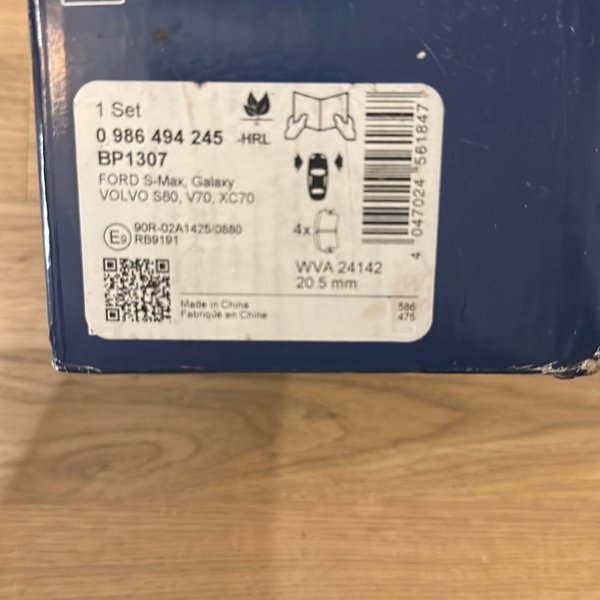 1 Set
0 986 494 245 -HRL
BP1307
FORD S-Max, Galaxy
VOLVO S80, V70, XC70
E9 90R-02A1425/0880
RB9191
4x
WVA 24142
20.5 mm
Made in China
Fabriqué en Chine
586
475
4 047024 561847